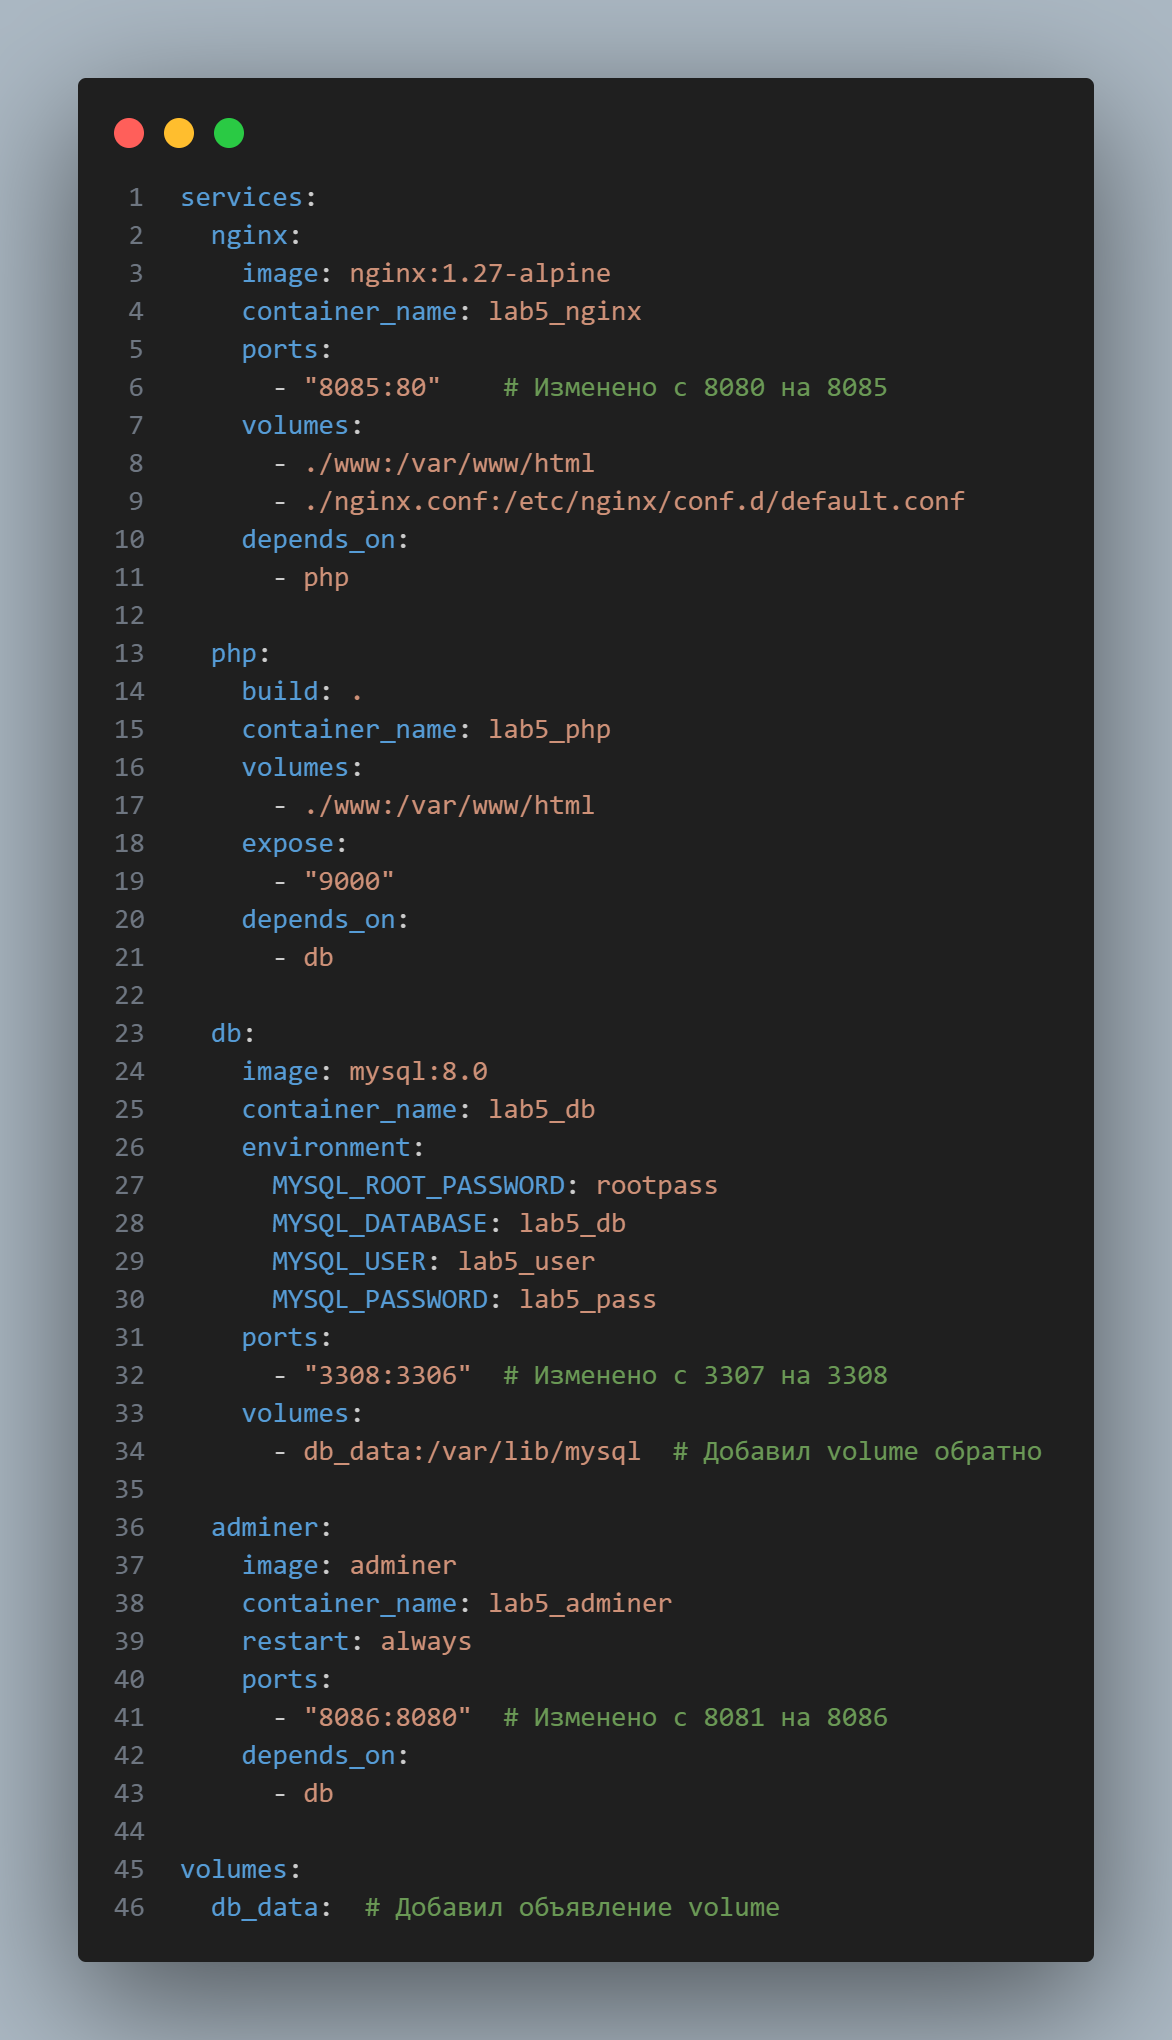 1 services:
2   nginx:
3     image: nginx:1.27-alpine
4     container_name: lab5_nginx
5     ports:
6       - "8085:80"    # Изменено с 8080 на 8085
7     volumes:
8       - ./www:/var/www/html
9       - ./nginx.conf:/etc/nginx/conf.d/default.conf
10     depends_on:
11       - php
12
13   php:
14     build: .
15     container_name: lab5_php
16     volumes:
17       - ./www:/var/www/html
18     expose:
19       - "9000"
20     depends_on:
21       - db
22
23   db:
24     image: mysql:8.0
25     container_name: lab5_db
26     environment:
27       MYSQL_ROOT_PASSWORD: rootpass
28       MYSQL_DATABASE: lab5_db
29       MYSQL_USER: lab5_user
30       MYSQL_PASSWORD: lab5_pass
31     ports:
32       - "3308:3306"  # Изменено с 3307 на 3308
33     volumes:
34       - db_data:/var/lib/mysql  # Добавил volume обратно
35
36   adminer:
37     image: adminer
38     container_name: lab5_adminer
39     restart: always
40     ports:
41       - "8086:8080"  # Изменено с 8081 на 8086
42     depends_on:
43       - db
44
45 volumes:
46   db_data:  # Добавил объявление volume